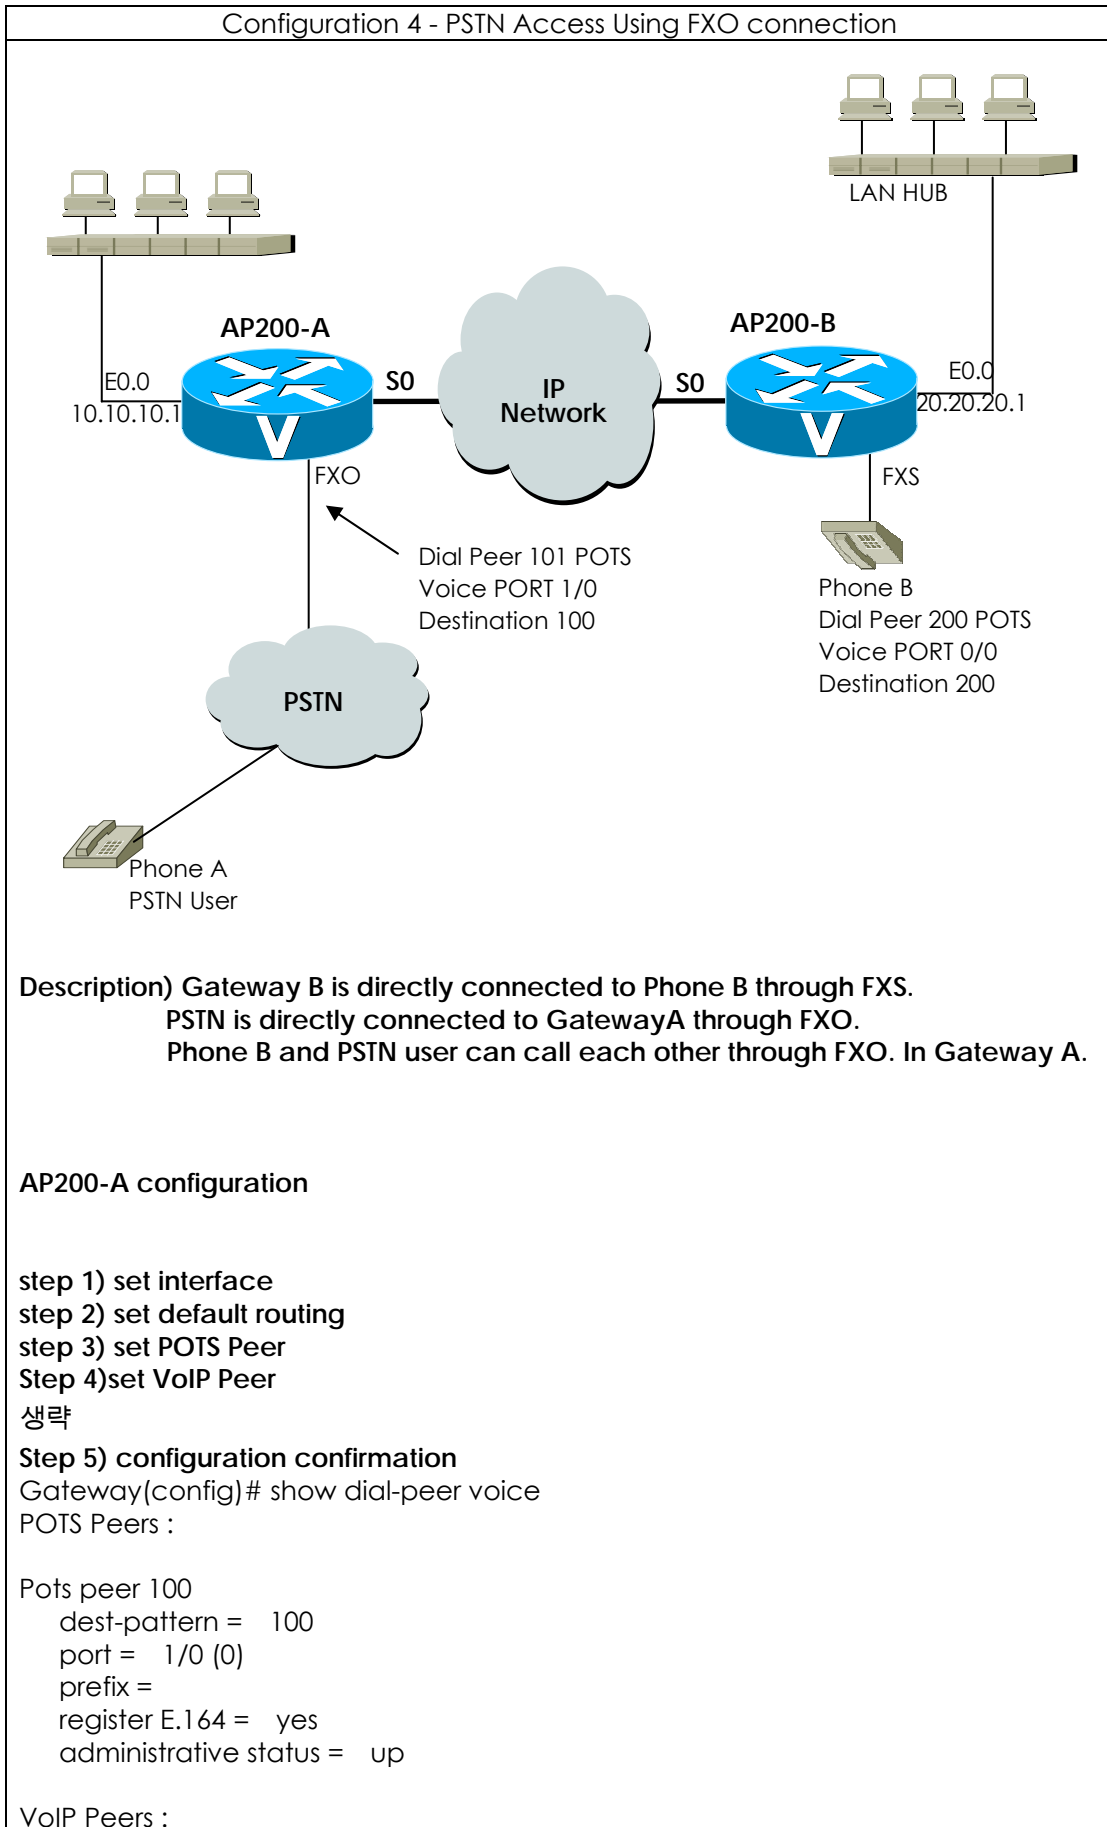 Configuration 4 - PSTN Access Using FXO connection
LAN HUB
AP200-A
AP200-B
E0.0
10.10.10.1
S0
IP
Network
S0
E0.0
20.20.20.1
V
V
FXO
FXS
Dial Peer 101 POTS
Voice PORT 1/0
Destination 100
Phone B
Dial Peer 200 POTS
Voice PORT 0/0
Destination 200
PSTN
Phone A
PSTN User
Description) Gateway B is directly connected to Phone B through FXS.
PSTN is directly connected to GatewayA through FXO.
Phone B and PSTN user can call each other through FXO. In Gateway A.
AP200-A configuration
step 1) set interface
step 2) set default routing
step 3) set POTS Peer
Step 4)set VoIP Peer
생략
Step 5) configuration confirmation
Gateway(config)# show dial-peer voice
POTS Peers :
Pots peer 100
dest-pattern = 100
port = 1/0 (0)
prefix =
register E.164 = yes
administrative status = up
VoIP Peers :